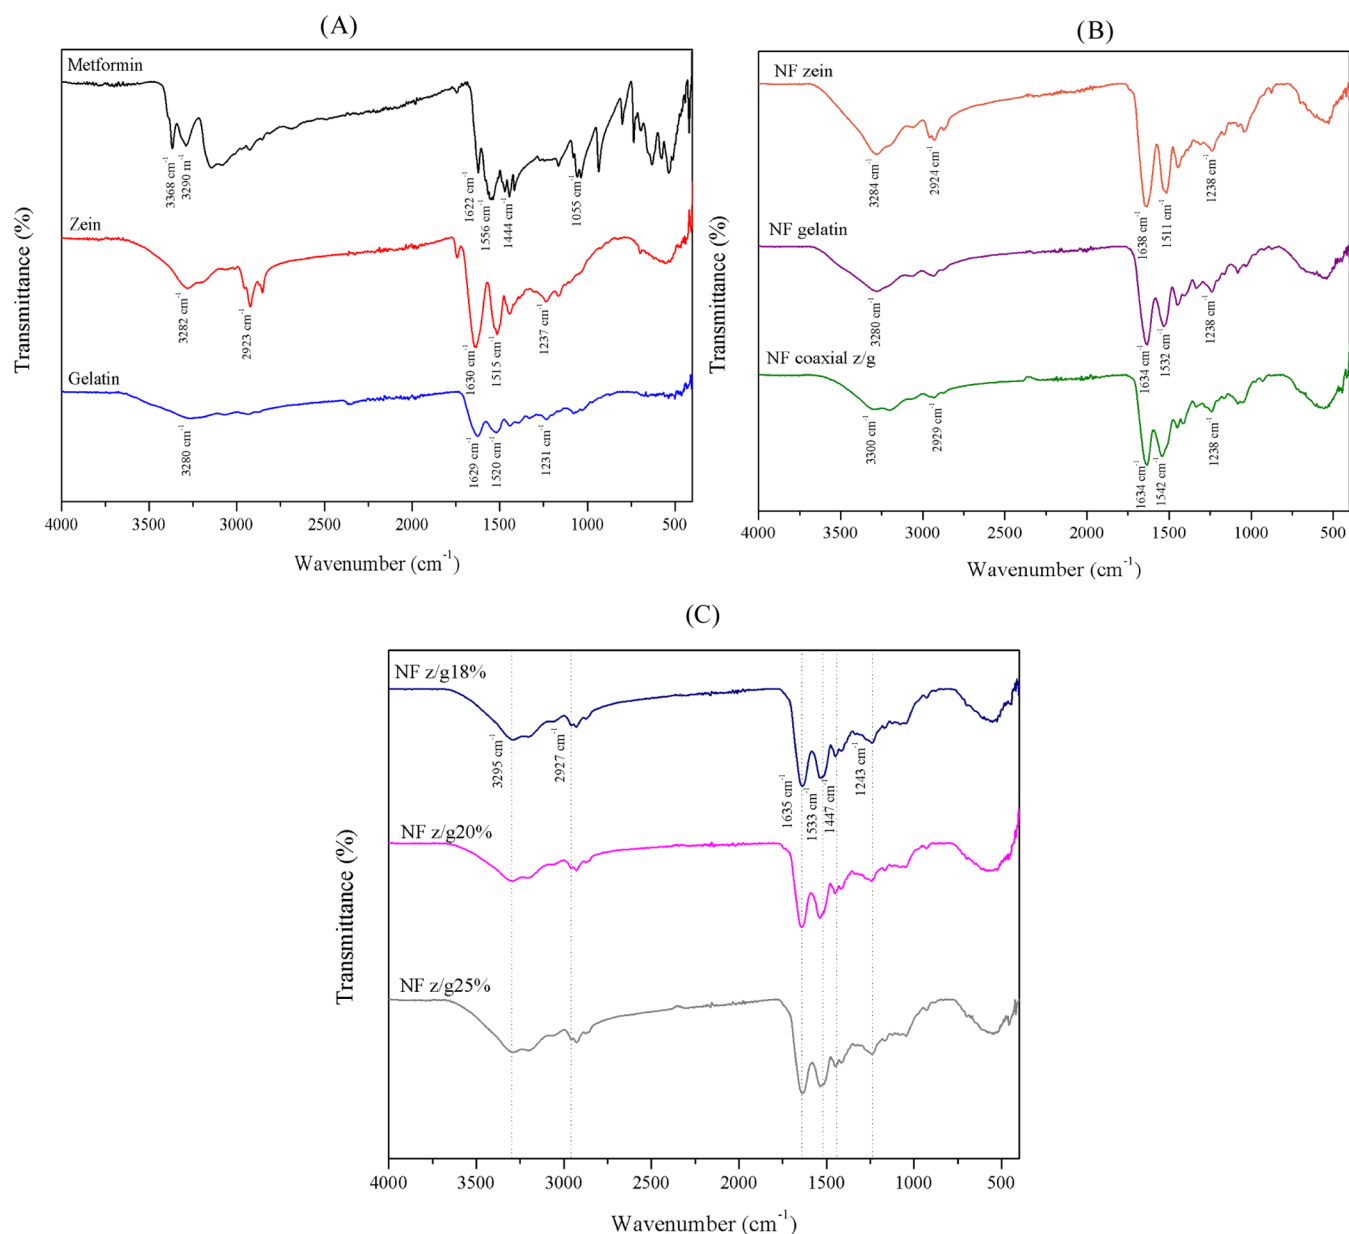 (A)
Metformin
3368 cm⁻¹
3290 m⁻¹
1622 cm⁻¹
1556 cm⁻¹
1444 cm⁻¹
1055 cm⁻¹
Zein
3282 cm⁻¹
2923 cm⁻¹
1630 cm⁻¹
1515 cm⁻¹
1237 cm⁻¹
Gelatin
3280 cm⁻¹
1629 cm⁻¹
1520 cm⁻¹
1231 cm⁻¹
Transmittance (%)
4000 3500 3000 2500 2000 1500 1000 500
Wavenumber (cm⁻¹)
(B)
NF zein
3284 cm⁻¹
2924 cm⁻¹
1638 cm⁻¹
1511 cm⁻¹
1238 cm⁻¹
NF gelatin
3280 cm⁻¹
1634 cm⁻¹
1532 cm⁻¹
1238 cm⁻¹
NF coaxial z/g
3300 cm⁻¹
2929 cm⁻¹
1634 cm⁻¹
1542 cm⁻¹
1238 cm⁻¹
Transmittance (%)
4000 3500 3000 2500 2000 1500 1000 500
Wavenumber (cm⁻¹)
(C)
NF z/g18%
3295 cm⁻¹
2927 cm⁻¹
1635 cm⁻¹
1533 cm⁻¹
1447 cm⁻¹
1243 cm⁻¹
NF z/g20%
NF z/g25%
Transmittance (%)
4000 3500 3000 2500 2000 1500 1000 500
Wavenumber (cm⁻¹)